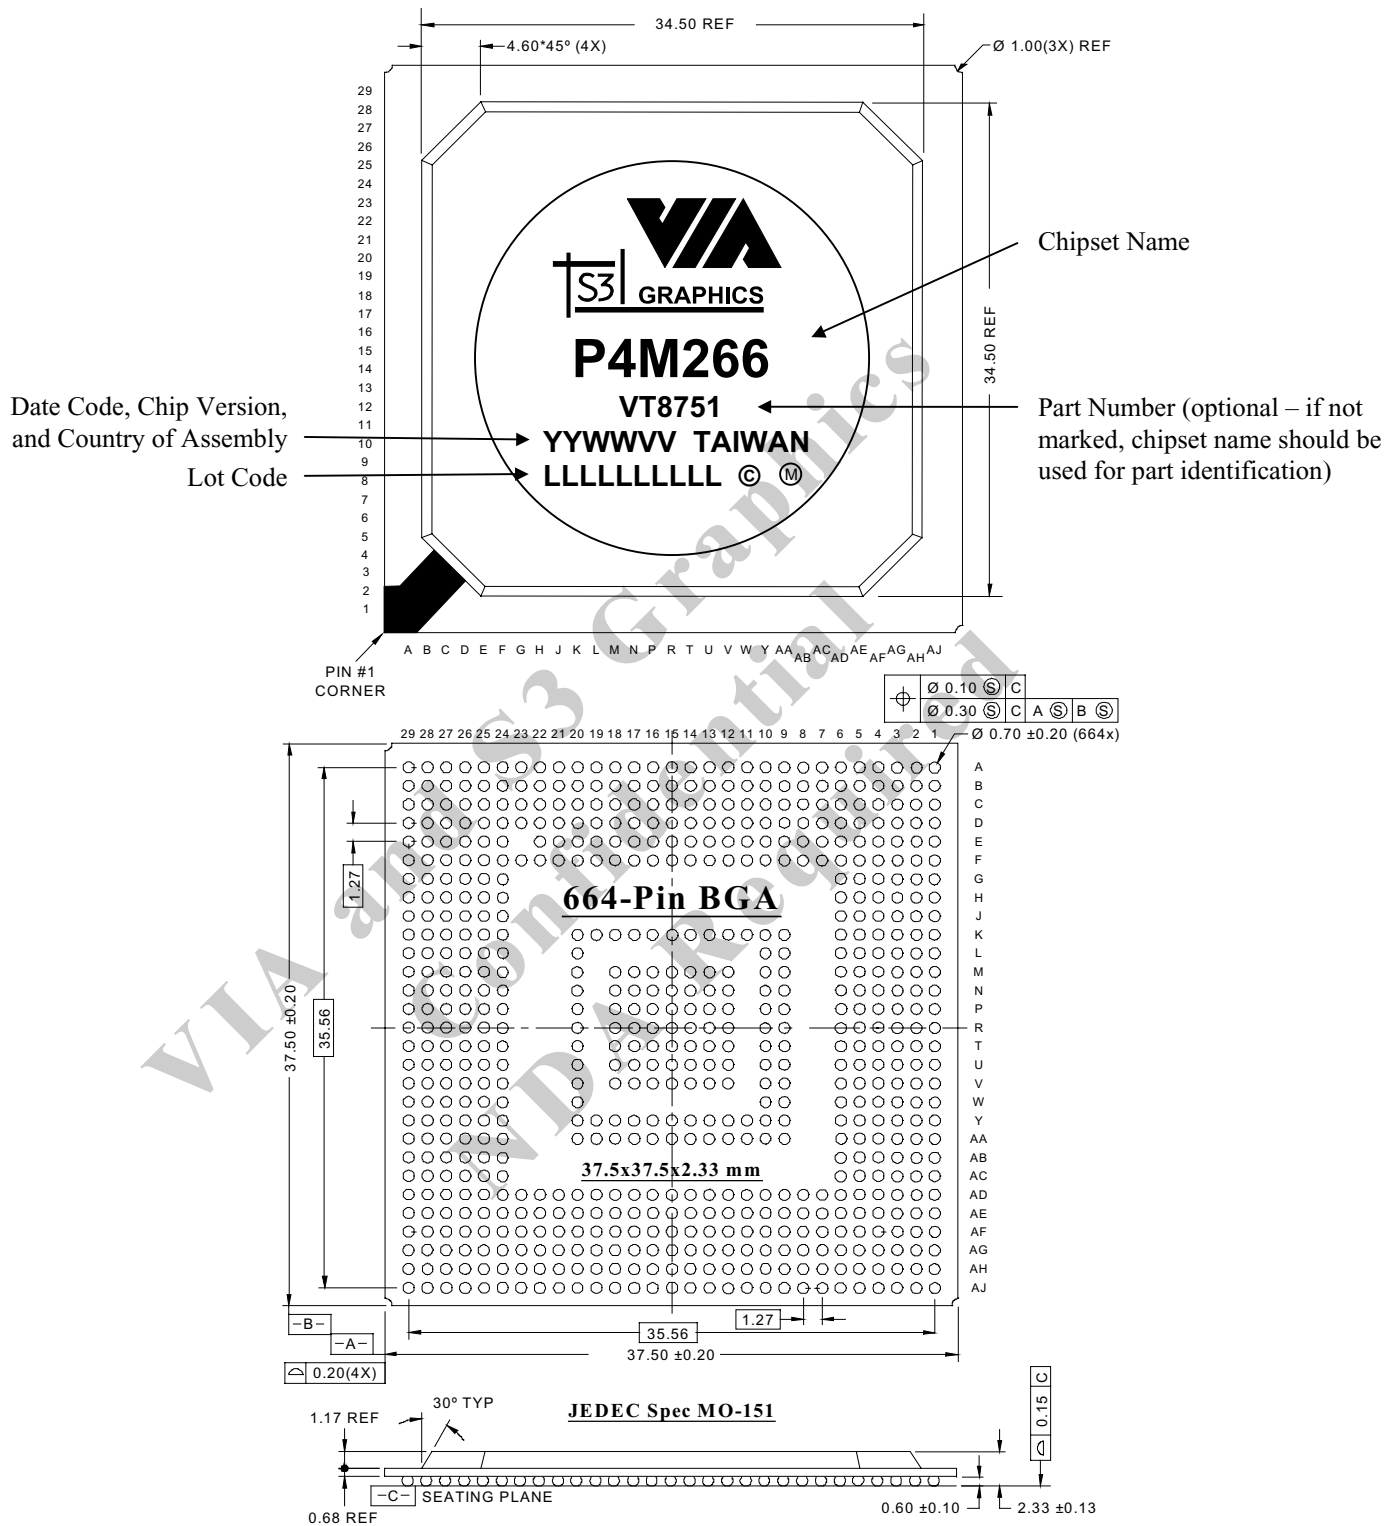 34.50 REF
4.60*45° (4X)
Ø 1.00(3X) REF
29
28
27
26
25
24
23
22
21
20
19
18
17
16
15
14
13
12
11
10
9
8
7
6
5
4
3
2
1
VIA
S3 GRAPHICS
P4M266
VT8751
YYWWVV TAIWAN
LLLLLLLLLL © Ⓜ
Chipset Name
34.50 REF
Date Code, Chip Version,
and Country of Assembly
Lot Code
Part Number (optional – if not
marked, chipset name should be
used for part identification)
A B C D E F G H J K L M N P R T U V W Y AA AB AC AD AE AF AG AH AJ
PIN #1
CORNER
Ø 0.10 Ⓢ C
Ø 0.30 Ⓢ C A Ⓢ B Ⓢ
Ø 0.70 ±0.20 (664x)
29 28 27 26 25 24 23 22 21 20 19 18 17 16 15 14 13 12 11 10 9 8 7 6 5 4 3 2 1
A
B
C
D
E
F
G
H
J
K
L
M
N
P
R
T
U
V
W
Y
AA
AB
AC
AD
AE
AF
AG
AH
AJ
1.27
664-Pin BGA
37.50 ±0.20
35.56
37.5x37.5x2.33 mm
1.27
35.56
37.50 ±0.20
–B–
–A–
0.20(4X)
30° TYP
JEDEC Spec MO-151
1.17 REF
0.15 C
–C– SEATING PLANE
0.68 REF
0.60 ±0.10
2.33 ±0.13
VIA and S3 Graphics
Confidential
NDA Required